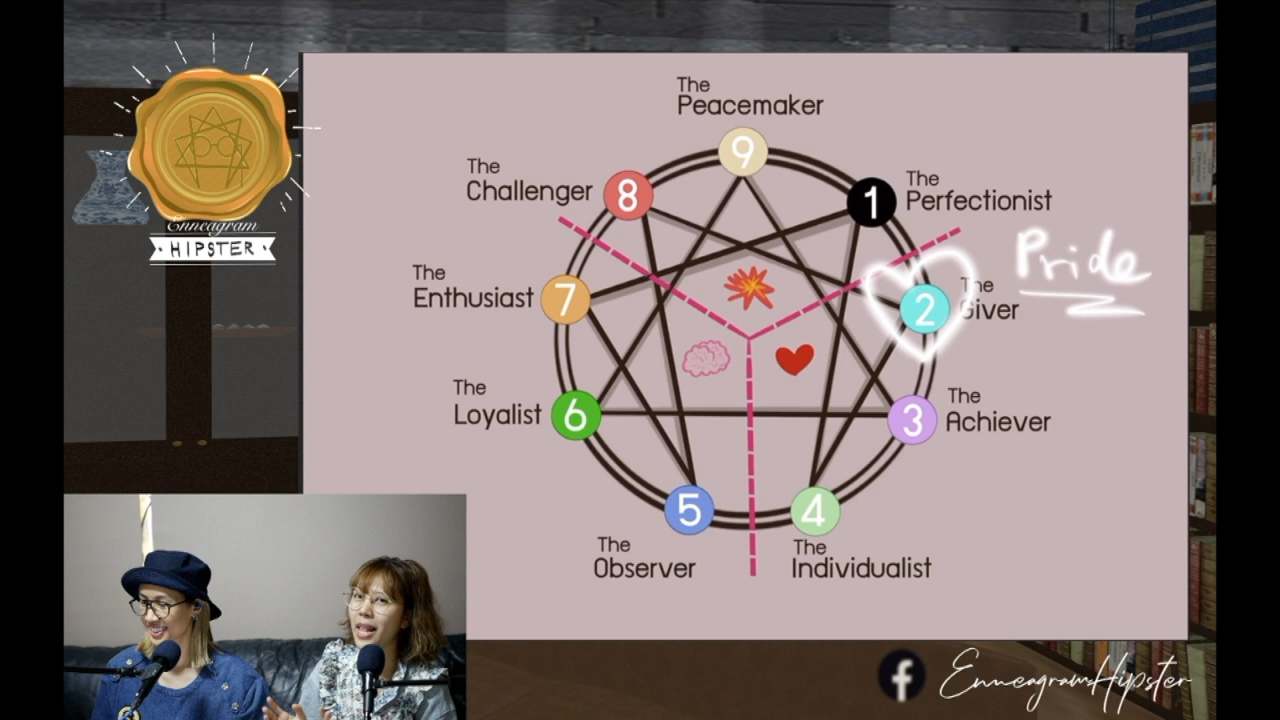 Enneagram
HIPSTER
The
Peacemaker
9
The
Challenger
8
1
The
Perfectionist
Pride
The
Enthusiast
7
2
The
Giver
The
Loyalist
6
3
The
Achiever
5
4
The
Observer
The
Individualist
f
EnneagramHipster